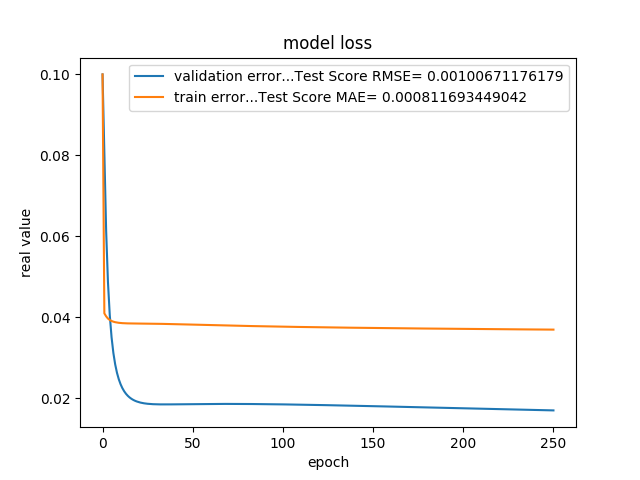 model loss
validation error...Test Score RMSE= 0.00100671176179
train error...Test Score MAE= 0.000811693449042
0.10
0.08
0.06
0.04
0.02
real value
0
50
100
150
200
250
epoch